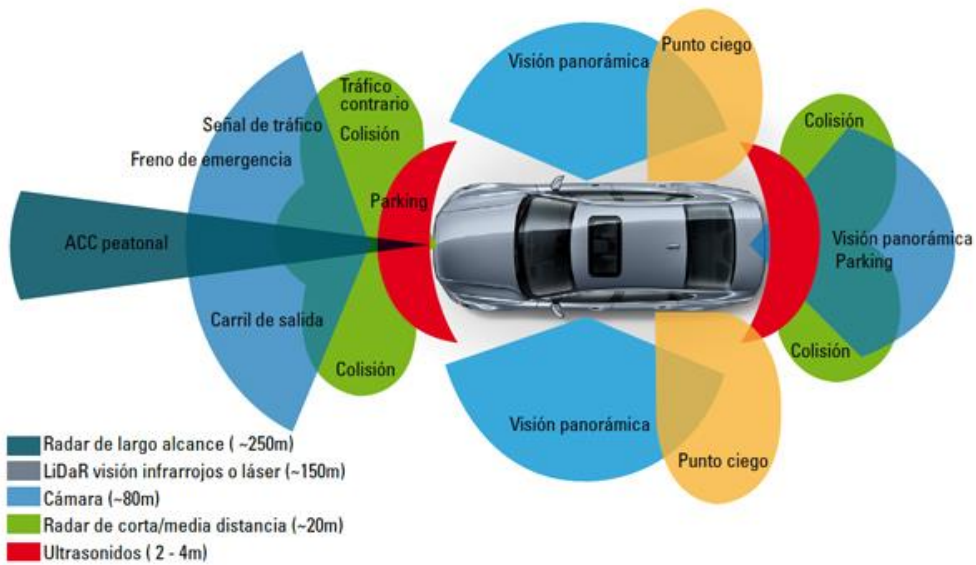 Punto ciego
Visión panorámica
Tráfico
contrario
Colisión
Señal de tráfico
Colisión
Freno de emergencia
Parking
ACC peatonal
Visión panorámica
Parking
Carril de salida
Colisión
Colisión
Visión panorámica
Punto ciego
Radar de largo alcance ( ~250m)
LiDaR visión infrarrojos o láser (~150m)
Cámara (~80m)
Radar de corta/media distancia (~20m)
Ultrasonidos ( 2 - 4m)